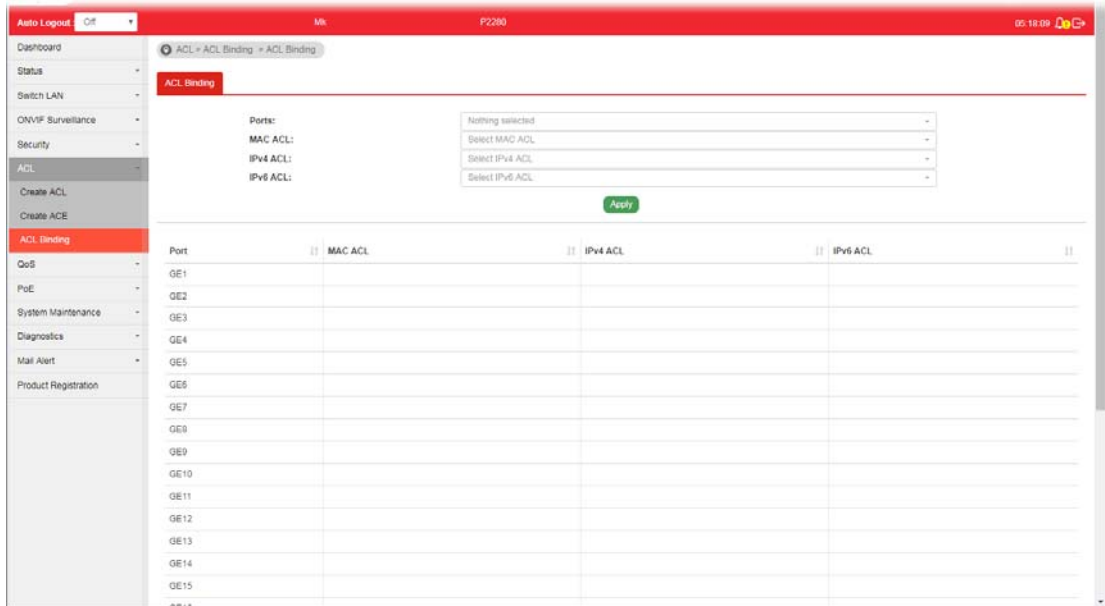 Auto Logout: Off Mk P2280 05:18:09
Dashboard
Status
Switch LAN
ONVIF Surveillance
Security
ACL
Create ACL
Create ACE
ACL Binding
QoS
PoE
System Maintenance
Diagnostics
Mail Alert
Product Registration
ACL » ACL Binding » ACL Binding
ACL Binding
Ports: Nothing selected
MAC ACL: Select MAC ACL
IPv4 ACL: Select IPv4 ACL
IPv6 ACL: Select IPv6 ACL
Apply
Port MAC ACL IPv4 ACL IPv6 ACL
GE1
GE2
GE3
GE4
GE5
GE6
GE7
GE8
GE9
GE10
GE11
GE12
GE13
GE14
GE15